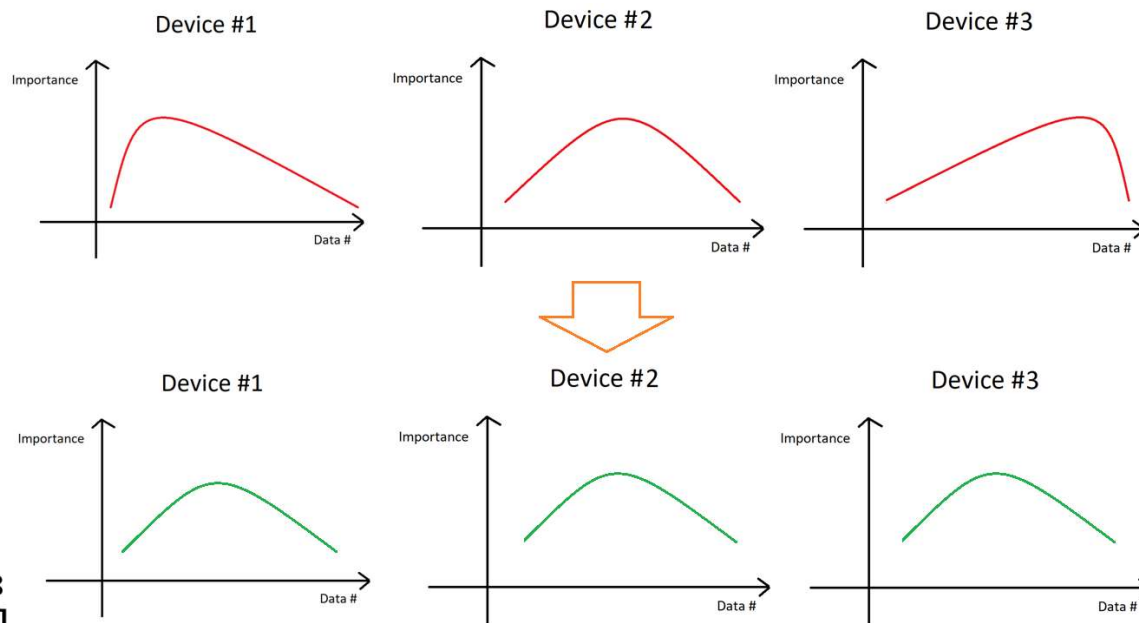 Device #1
Device #2
Device #3
Importance
Importance
Importance
Data #
Data #
Data #
Device #1
Device #2
Device #3
Importance
Importance
Importance
Data #
Data #
Data #